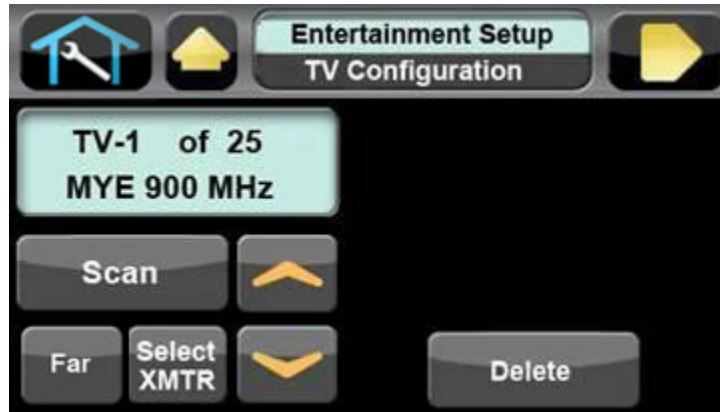 Entertainment Setup
TV Configuration
TV-1 of 25
MYE 900 MHz
Scan
Far
Select
XMTR
Delete